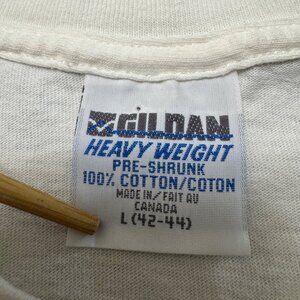 GILDAN
HEAVY WEIGHT
PRE-SHRUNK
100% COTTON/COTON
MADE IN/FAIT AU
CANADA
L (42-44)